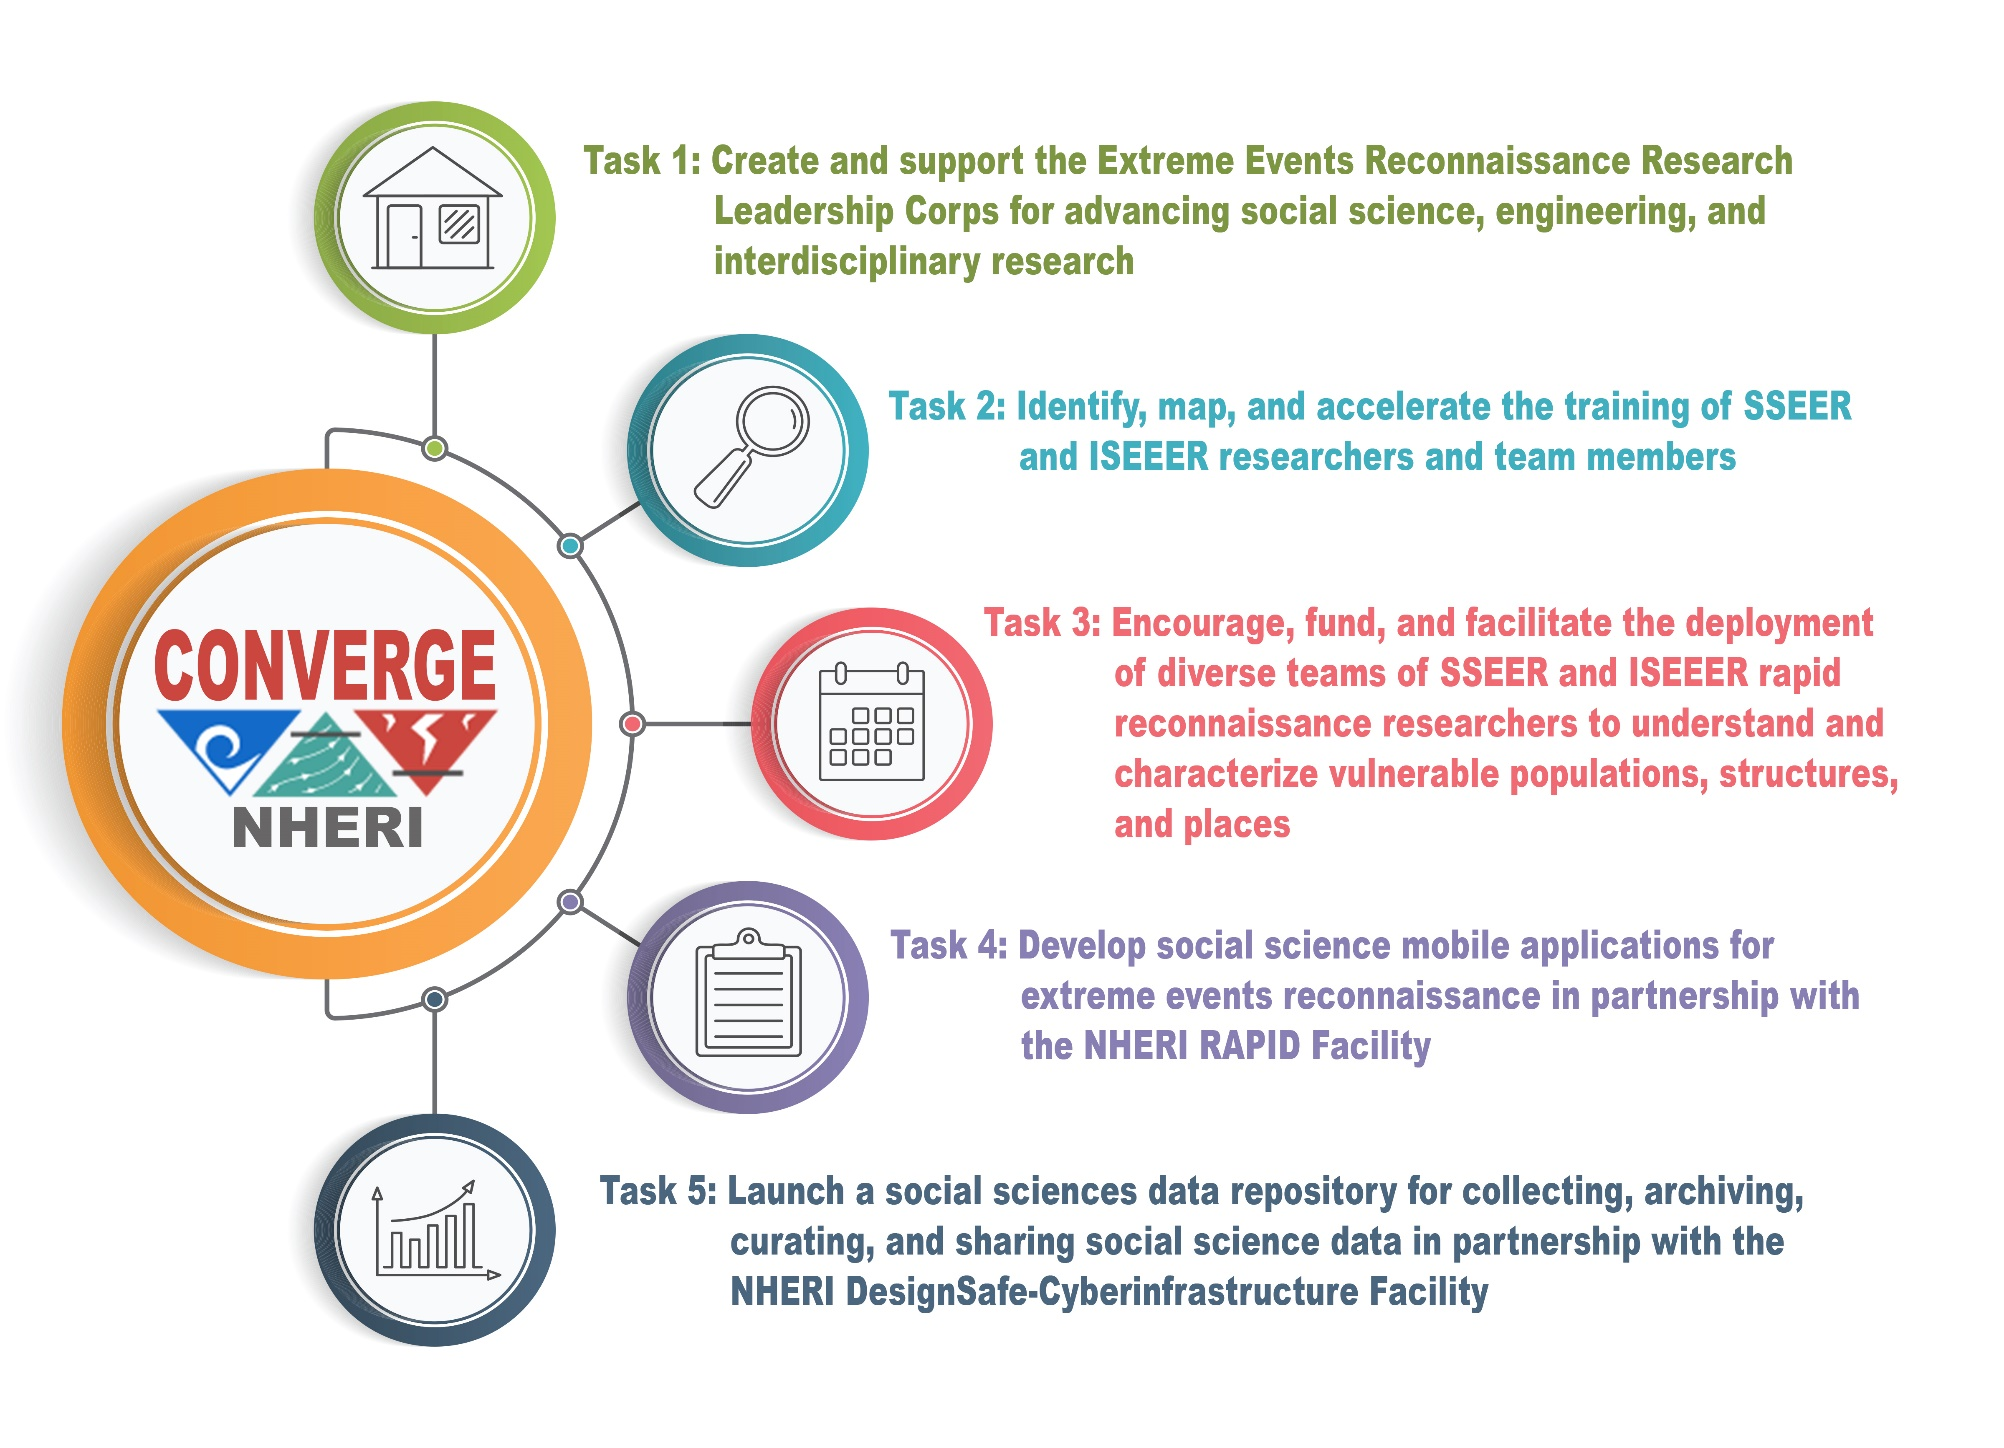 Task 1: Create and support the Extreme Events Reconnaissance Research
Leadership Corps for advancing social science, engineering, and
interdisciplinary research
Task 2: Identify, map, and accelerate the training of SSEER
and ISEEER researchers and team members
CONVERGE
NHERI
Task 3: Encourage, fund, and facilitate the deployment
of diverse teams of SSEER and ISEEER rapid
reconnaissance researchers to understand and
characterize vulnerable populations, structures,
and places
Task 4: Develop social science mobile applications for
extreme events reconnaissance in partnership with
the NHERI RAPID Facility
Task 5: Launch a social sciences data repository for collecting, archiving,
curating, and sharing social science data in partnership with the
NHERI DesignSafe-Cyberinfrastructure Facility